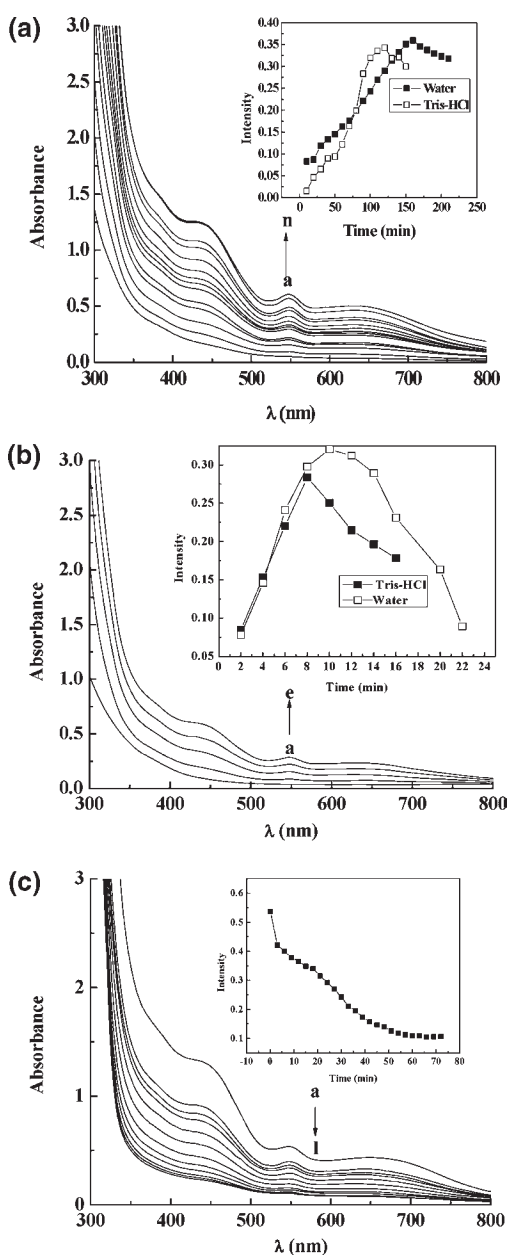 (a)
3.0
2.5
2.0
1.5
1.0
0.5
0.0
Absorbance
300 400 500 600 700 800
λ (nm)
n
a
0.40
0.35
0.30
0.25
0.20
0.15
0.10
0.05
0.00
Intensity
0 50 100 150 200 250
Time (min)
Water
Tris-HCl
(b)
3.0
2.5
2.0
1.5
1.0
0.5
0.0
Absorbance
300 400 500 600 700 800
λ (nm)
e
a
0.30
0.25
0.20
0.15
0.10
0.05
Intensity
2 4 6 8 10 12 14 16 18 20 22 24
Time (min)
Tris-HCl
Water
(c)
3
2
1
0
Absorbance
300 400 500 600 700 800
λ (nm)
a
l
0.6
0.5
0.4
0.3
0.2
0.1
Intensity
-10 0 10 20 30 40 50 60 70 80
Time (min)